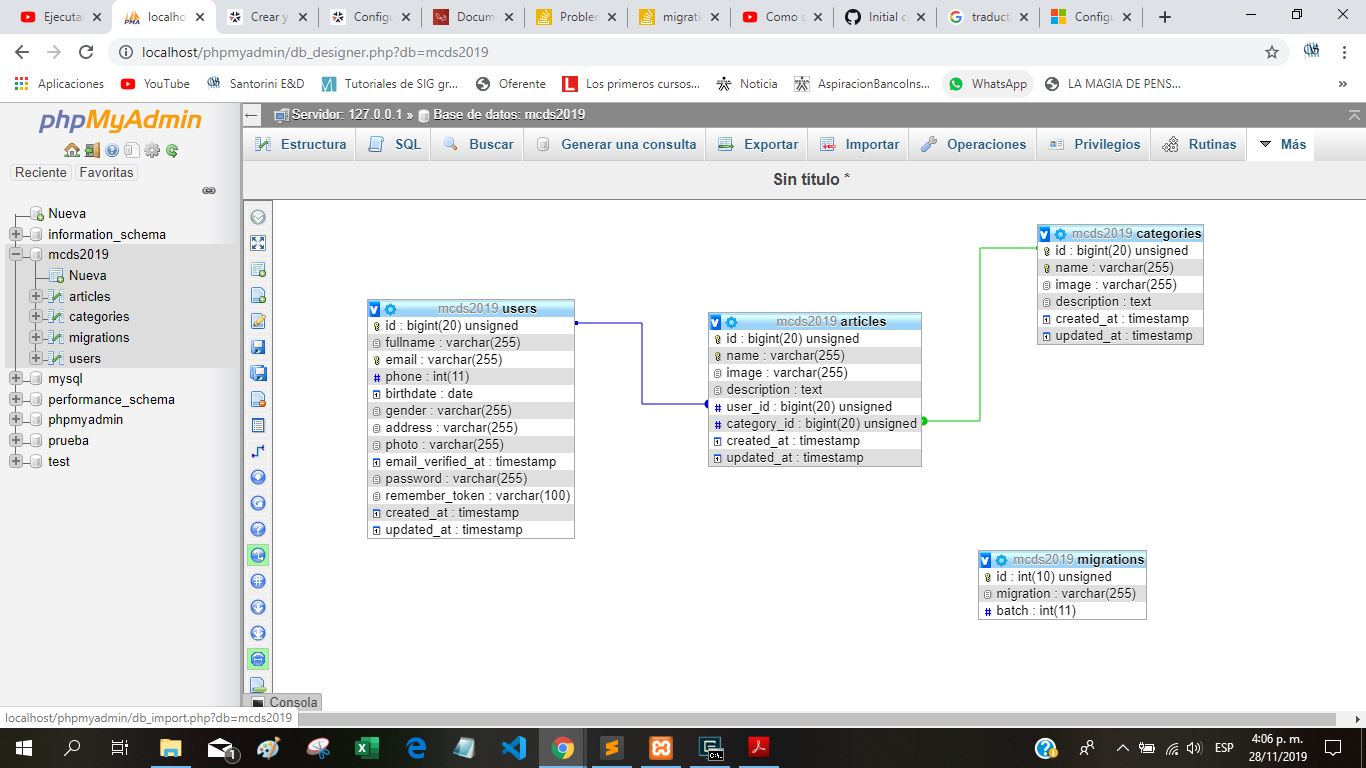 Ejecuta
localho
Crear y
Configu
Docum
Probler
migrati
Como s
Initial c
traduct
Configu
localhost/phpmyadmin/db_designer.php?db=mcds2019
Aplicaciones
YouTube
Santorini E&D
Tutoriales de SIG gr...
Oferente
Los primeros cursos...
Noticia
AspiracionBancoIns...
WhatsApp
LA MAGIA DE PENS...
»
phpMyAdmin
Reciente
Favoritas
Nueva
information_schema
mcds2019
Nueva
articles
categories
migrations
users
mysql
performance_schema
phpmyadmin
prueba
test
Servidor: 127.0.0.1 » Base de datos: mcds2019
Estructura
SQL
Buscar
Generar una consulta
Exportar
Importar
Operaciones
Privilegios
Rutinas
Más
Sin título *
mcds2019 users
id : bigint(20) unsigned
fullname : varchar(255)
email : varchar(255)
phone : int(11)
birthdate : date
gender : varchar(255)
address : varchar(255)
photo : varchar(255)
email_verified_at : timestamp
password : varchar(255)
remember_token : varchar(100)
created_at : timestamp
updated_at : timestamp
mcds2019 articles
id : bigint(20) unsigned
name : varchar(255)
image : varchar(255)
description : text
user_id : bigint(20) unsigned
category_id : bigint(20) unsigned
created_at : timestamp
updated_at : timestamp
mcds2019 categories
id : bigint(20) unsigned
name : varchar(255)
image : varchar(255)
description : text
created_at : timestamp
updated_at : timestamp
mcds2019 migrations
id : int(10) unsigned
migration : varchar(255)
batch : int(11)
Consola
localhost/phpmyadmin/db_import.php?db=mcds2019
1
ESP
4:06 p. m.
28/11/2019